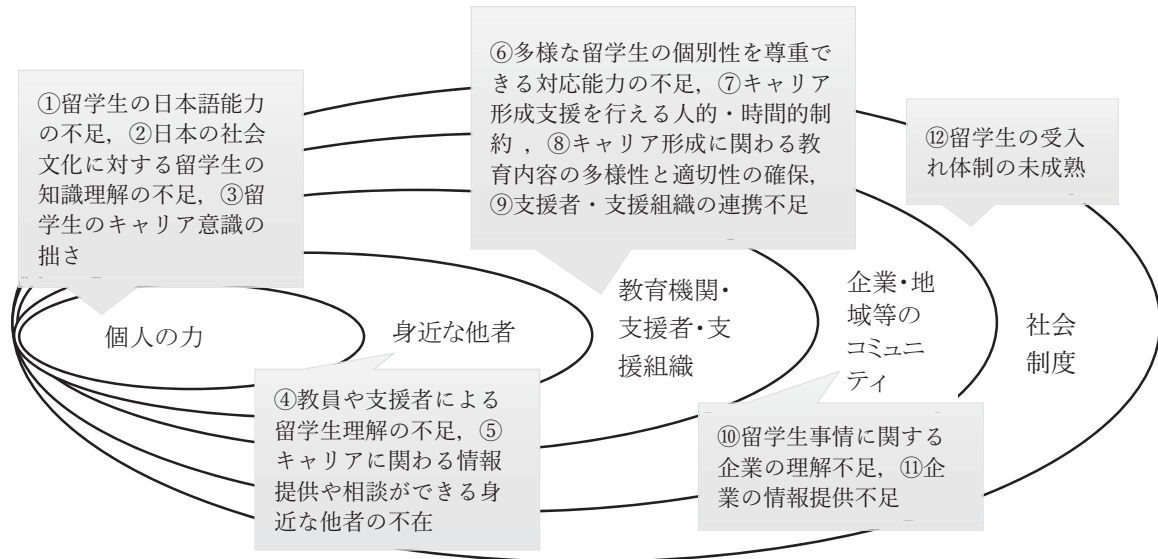 ①留学生の日本語能力
の不足，②日本の社会
文化に対する留学生の
知識理解の不足，③留
学生のキャリア意識の
拙さ
⑥多様な留学生の個別性を尊重で
きる対応能力の不足，⑦キャリア
形成支援を行える人的・時間的制
約，⑧キャリア形成に関わる教
育内容の多様性と適切性の確保，
⑨支援者・支援組織の連携不足
⑫留学生の受入
れ体制の未成熟
個人の力
身近な他者
教育機関・
支援者・支
援組織
企業・地
域等の
コミュニ
ティ
社会
制度
④教員や支援者による
留学生理解の不足，⑤
キャリアに関わる情報
提供や相談ができる身
近な他者の不在
⑩留学生事情に関する
企業の理解不足，⑪企
業の情報提供不足